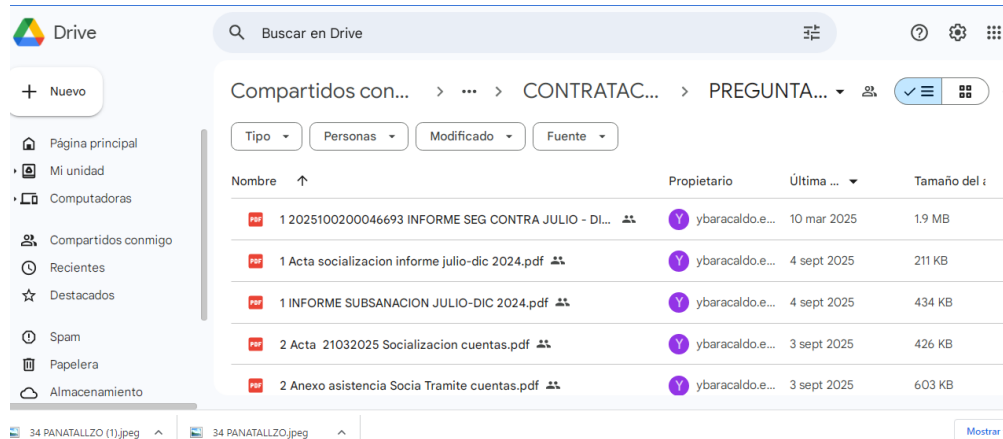 Drive
Buscar en Drive
Nuevo
Compartidos con... > ... > CONTRATAC... > PREGUNTA...
Tipo Personas Modificado Fuente
Página principal
Mi unidad
Computadoras
Compartidos conmigo
Recientes
Destacados
Spam
Papelera
Almacenamiento
Nombre Propietario Última ... Tamaño del a
PDF 1 2025100200046693 INFORME SEG CONTRA JULIO - DI... Y ybaracaldo.e... 10 mar 2025 1.9 MB
PDF 1 Acta socializacion informe julio-dic 2024.pdf Y ybaracaldo.e... 4 sept 2025 211 KB
PDF 1 INFORME SUBSANACION JULIO-DIC 2024.pdf Y ybaracaldo.e... 4 sept 2025 434 KB
PDF 2 Acta 21032025 Socializacion cuentas.pdf Y ybaracaldo.e... 3 sept 2025 426 KB
PDF 2 Anexo asistencia Socia Tramite cuentas.pdf Y ybaracaldo.e... 3 sept 2025 603 KB
34 PANATALLZO (1).jpeg 34 PANATALLZO.jpeg Mostrar